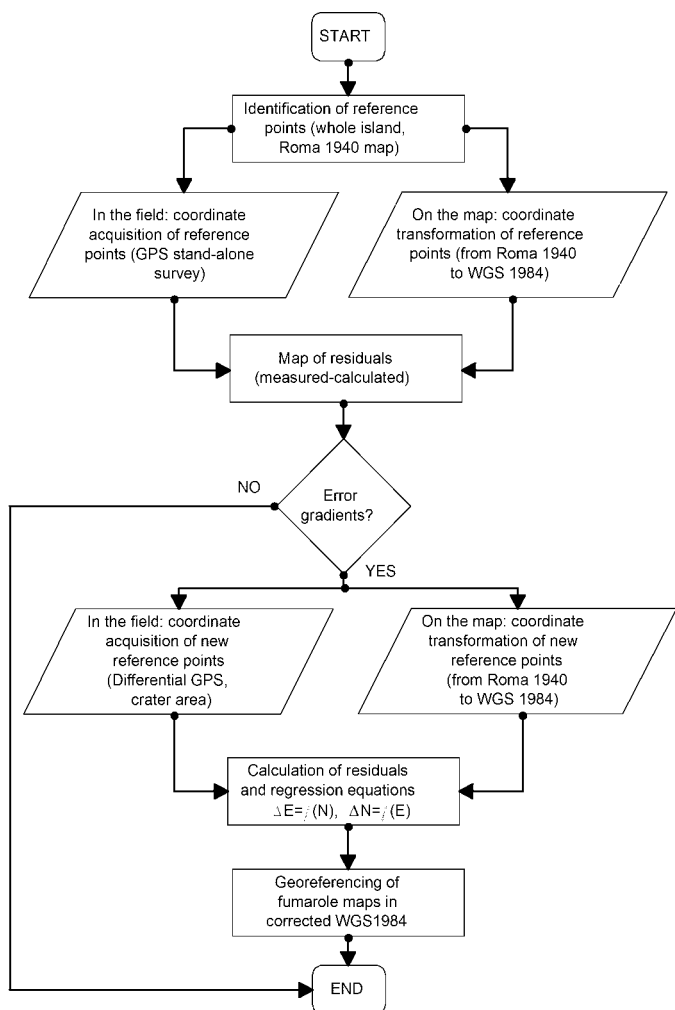 START
Identification of reference
points (whole island,
Roma 1940 map)
In the field: coordinate
acquisition of reference
points (GPS stand-alone
survey)
On the map: coordinate
transformation of reference
points (from Roma 1940
to WGS 1984)
Map of residuals
(measured-calculated)
Error
gradients?
NO
YES
In the field: coordinate
acquisition of new
reference points
(Differential GPS,
crater area)
On the map: coordinate
transformation of new
reference points
(from Roma 1940
to WGS 1984)
Calculation of residuals
and regression equations
ΔE=f(N), ΔN=f(E)
Georeferencing of
fumarole maps in
corrected WGS1984
END